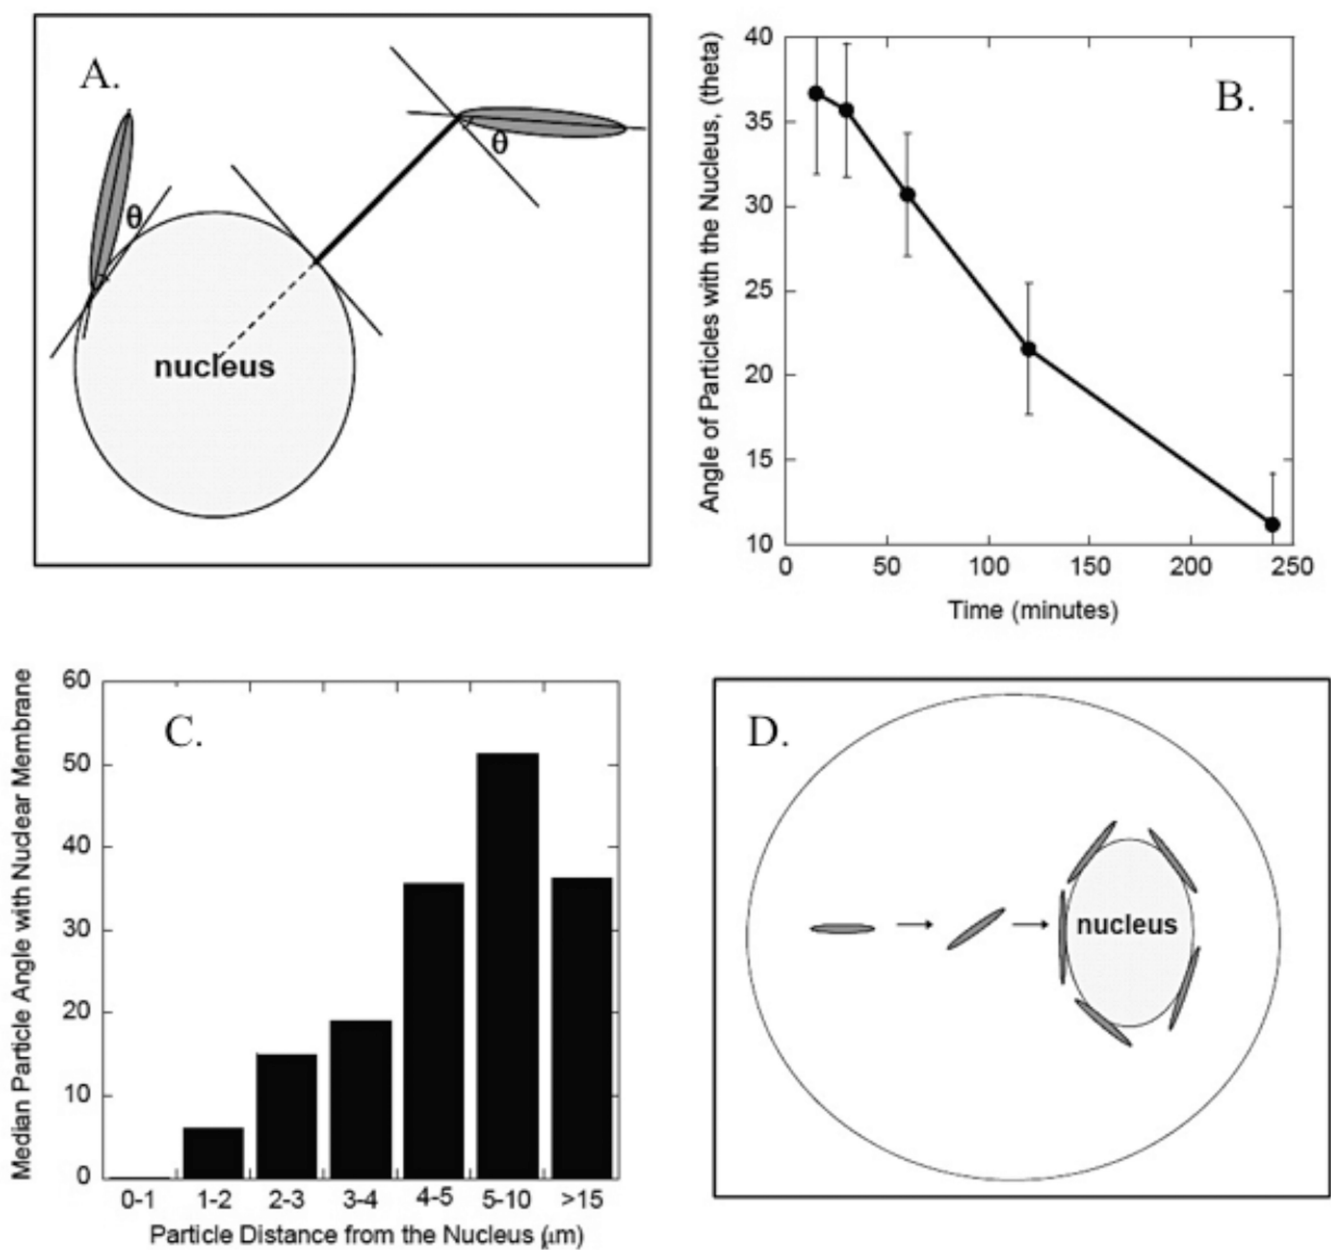 A.
θ
θ
nucleus
B.
Angle of Particles with the Nucleus, (theta)
40
35
30
25
20
15
10
0 50 100 150 200 250
Time (minutes)
C.
Median Particle Angle with Nuclear Membrane
60
50
40
30
20
10
0
0-1 1-2 2-3 3-4 4-5 5-10 >15
Particle Distance from the Nucleus (μm)
D.
nucleus